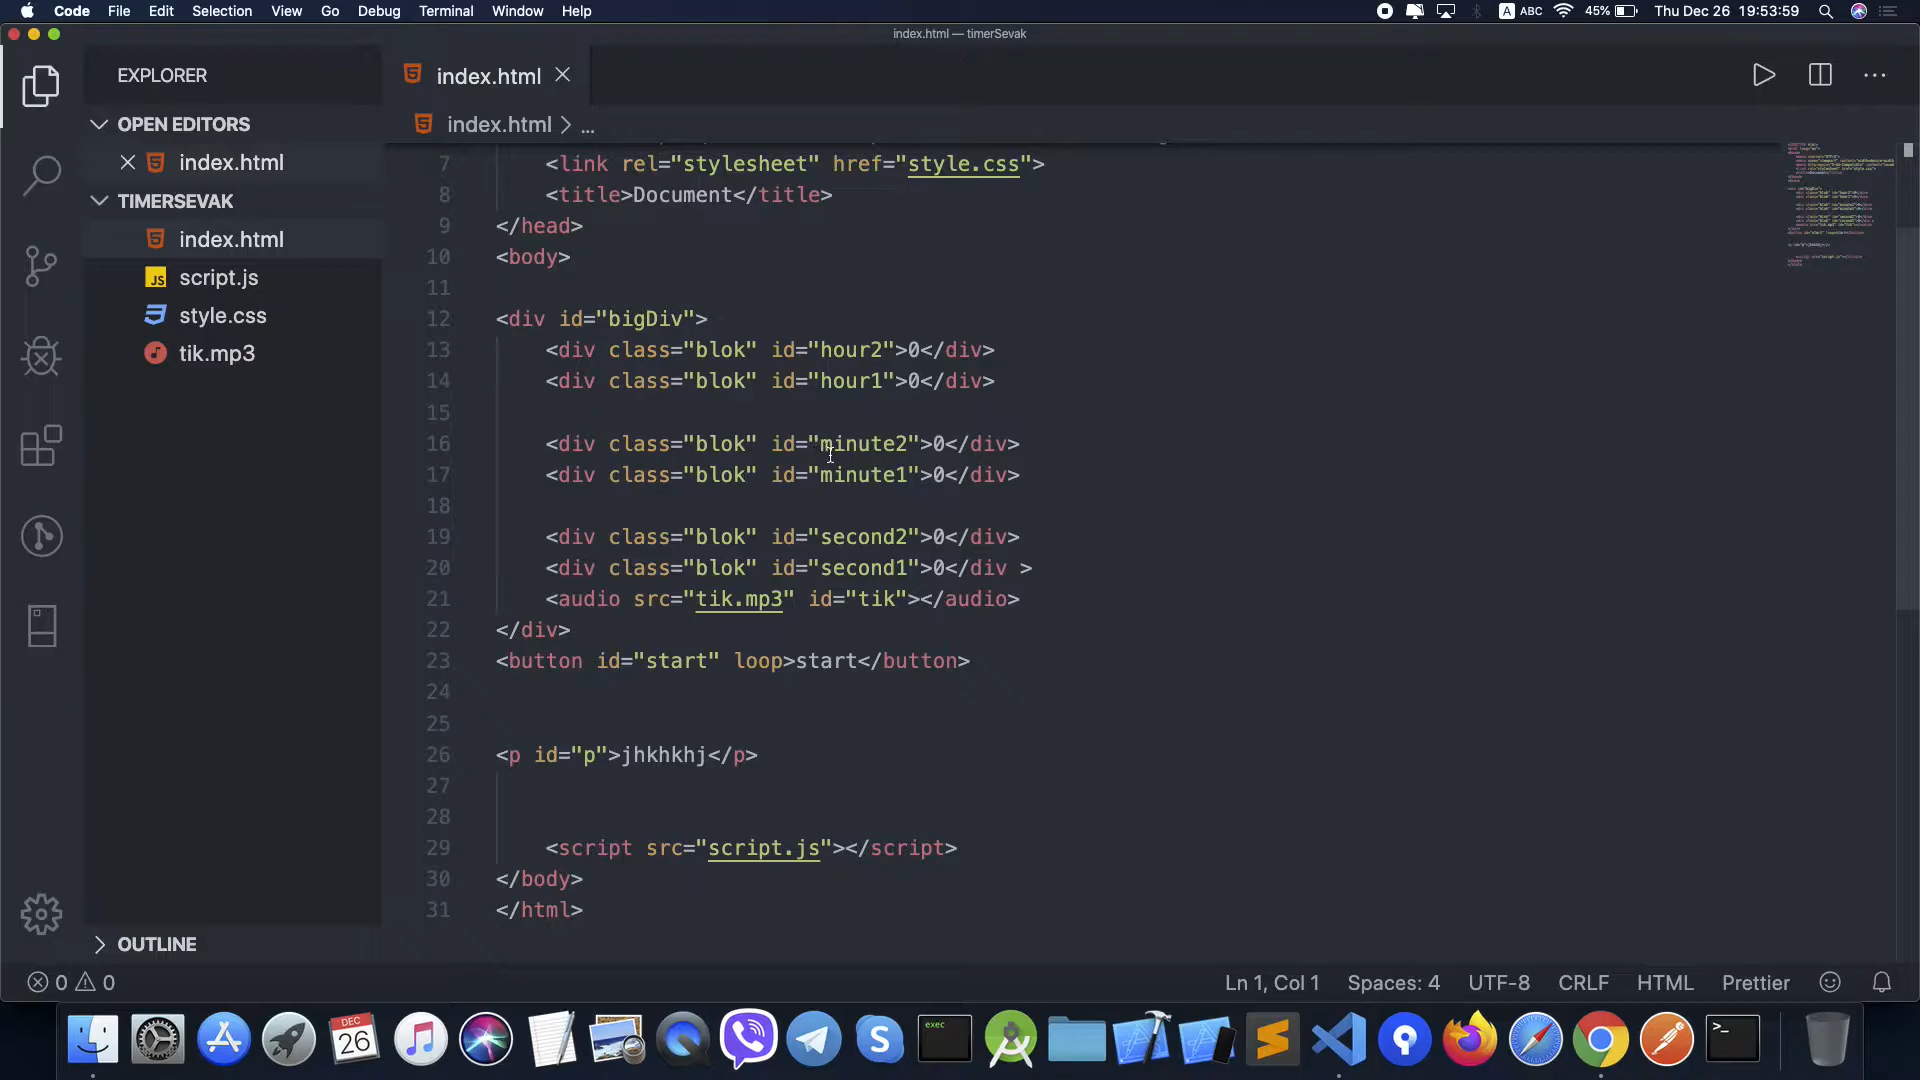 Code File Edit Selection View Go Debug Terminal Window Help
A ABC 45% Thu Dec 26 19:53:59
index.html — timerSevak
EXPLORER
index.html
OPEN EDITORS
index.html > ...
index.html
TIMERSEVAK
index.html
script.js
style.css
tik.mp3
7 <link rel="stylesheet" href="style.css">
8 <title>Document</title>
9 </head>
10 <body>
11
12 <div id="bigDiv">
13 <div class="blok" id="hour2">0</div>
14 <div class="blok" id="hour1">0</div>
15
16 <div class="blok" id="minute2">0</div>
17 <div class="blok" id="minute1">0</div>
18
19 <div class="blok" id="second2">0</div>
20 <div class="blok" id="second1">0</div >
21 <audio src="tik.mp3" id="tik"></audio>
22 </div>
23 <button id="start" loop>start</button>
24
25
26 <p id="p">jhkhkhj</p>
27
28
29 <script src="script.js"></script>
30 </body>
31 </html>
OUTLINE
0 0
Ln 1, Col 1 Spaces: 4 UTF-8 CRLF HTML Prettier
DEC
26
exec